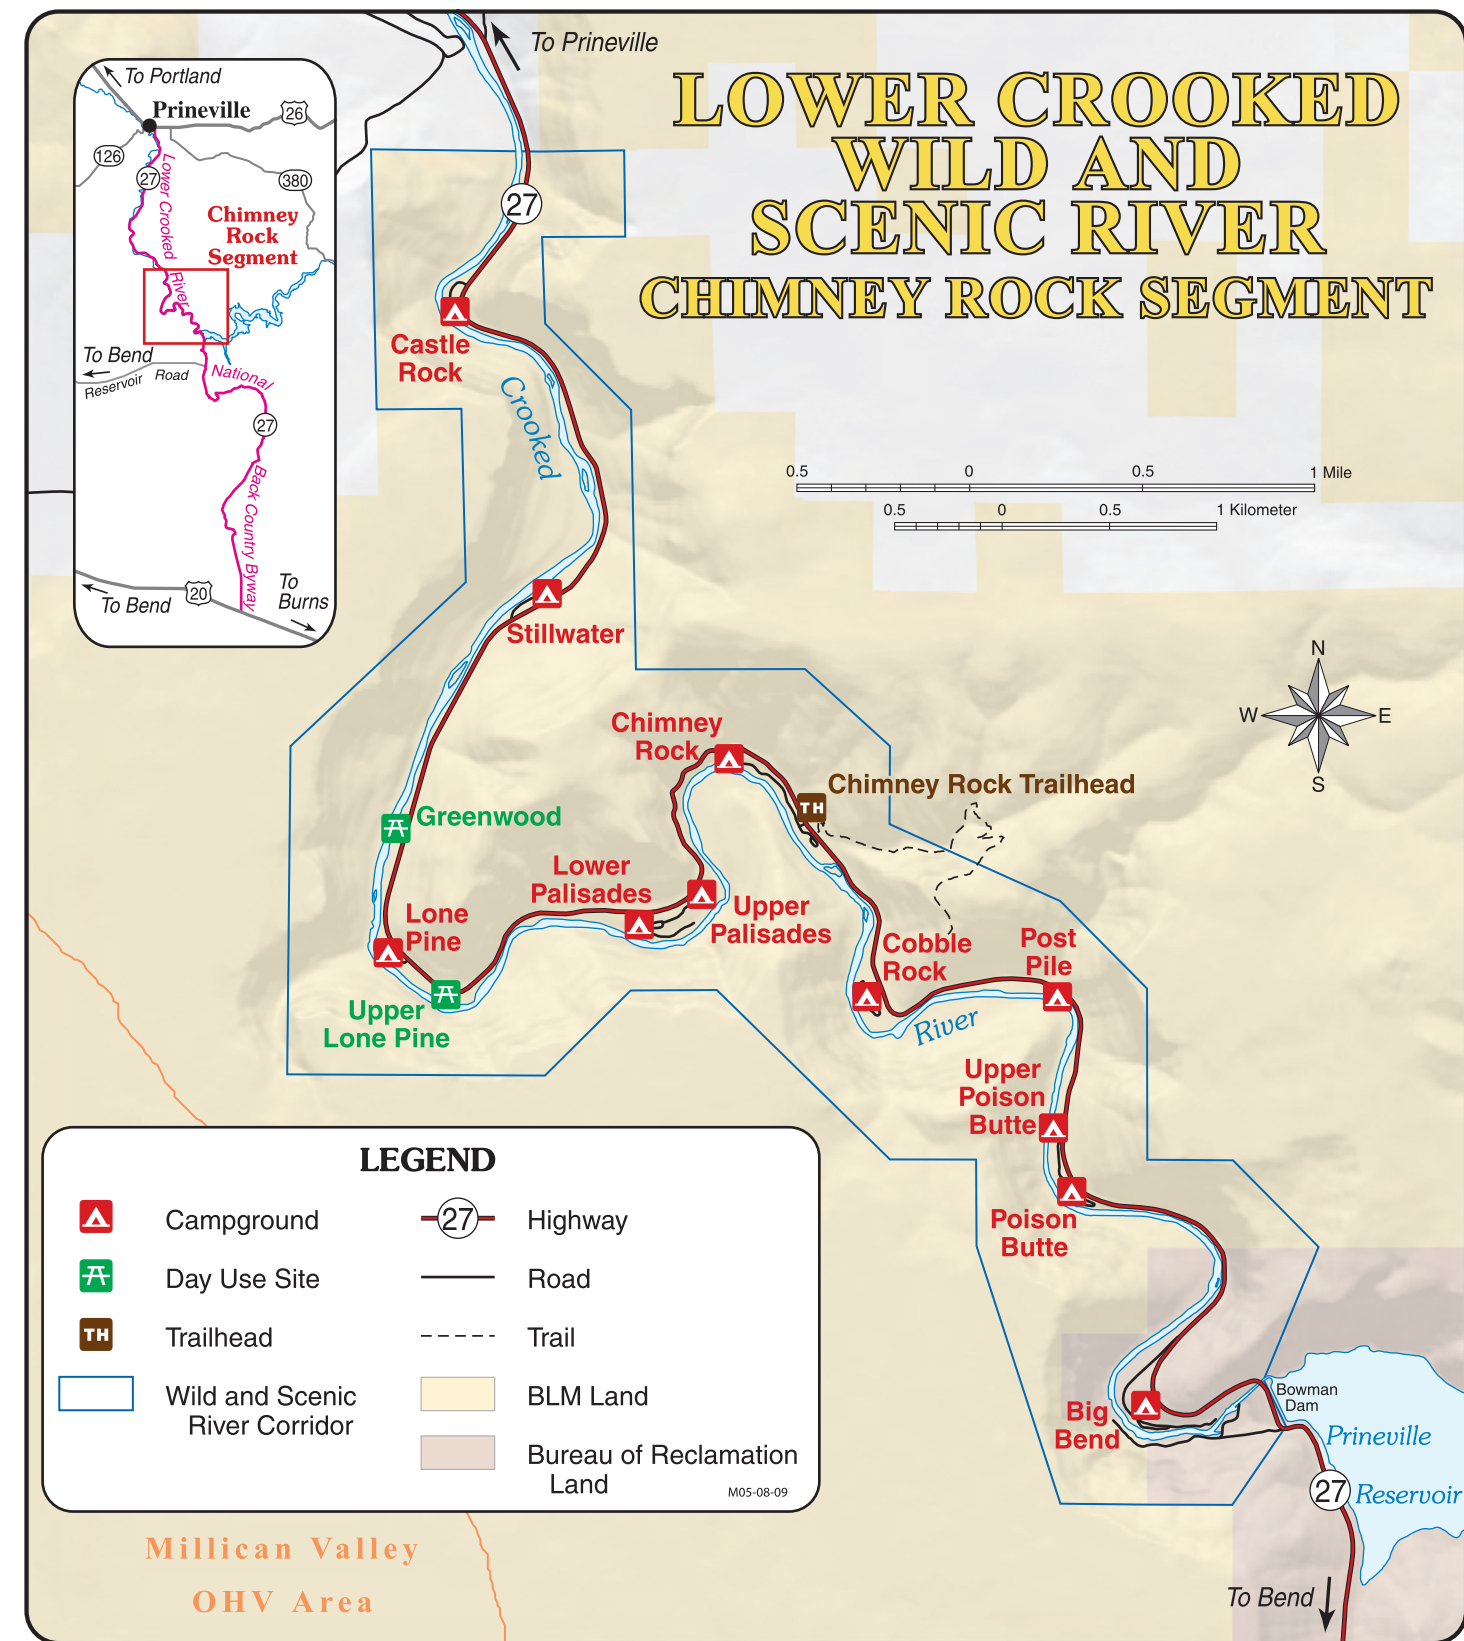 To Prineville
LOWER CROOKED
WILD AND
SCENIC RIVER
CHIMNEY ROCK SEGMENT
To Portland
Prineville
26
126
27
380
Lower Crooked
River
Chimney
Rock
Segment
To Bend
Reservoir Road
National
27
Back Country Byway
To Bend
20
To
Burns
27
Castle
Rock
Crooked
0.5 0 0.5 1 Mile
0.5 0 0.5 1 Kilometer
Stillwater
N
W E
S
Chimney
Rock
Chimney Rock Trailhead
TH
Greenwood
Lower
Palisades
Upper
Palisades
Lone
Pine
Upper
Lone Pine
Cobble
Rock
Post
Pile
River
Upper
Poison
Butte
Poison
Butte
Big
Bend
Bowman
Dam
Prineville
Reservoir
27
To Bend
LEGEND
Campground
27 Highway
Day Use Site
Road
TH Trailhead
Trail
Wild and Scenic
River Corridor
BLM Land
Bureau of Reclamation
Land
M05-08-09
Millican Valley
OHV Area